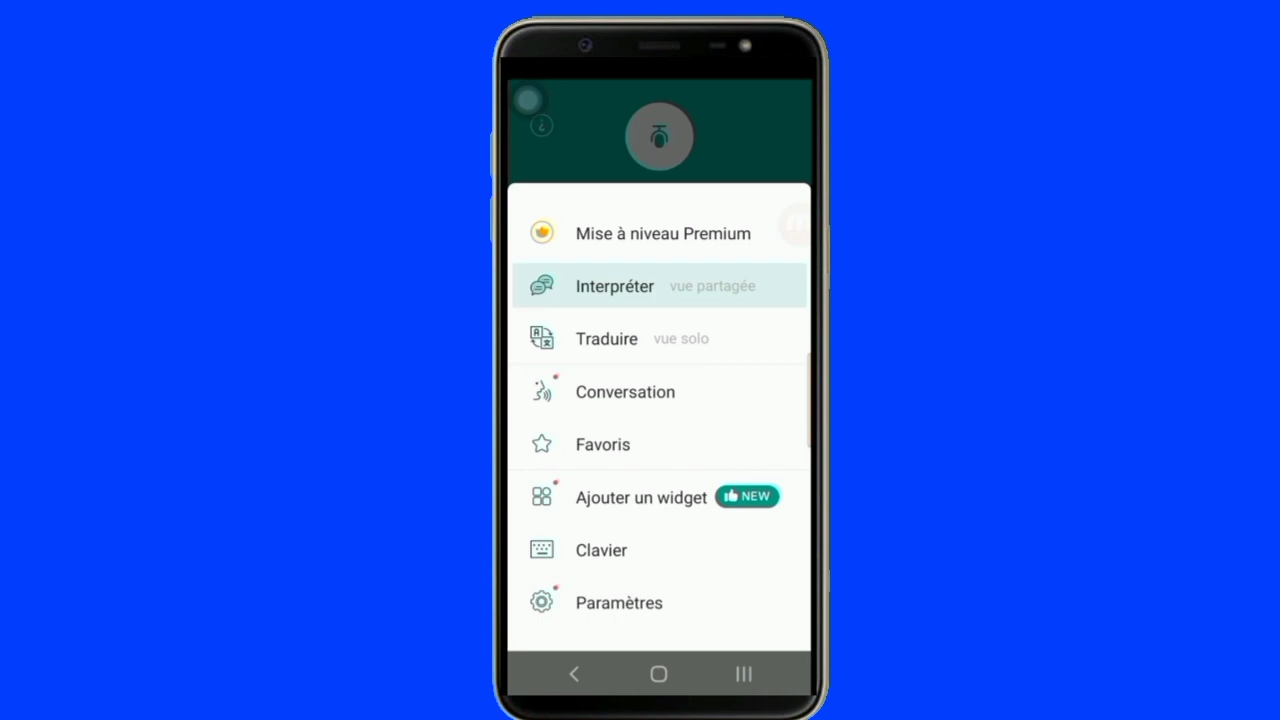 Mise à niveau Premium
Interpréter vue partagée
Traduire vue solo
Conversation
Favoris
Ajouter un widget NEW
Clavier
Paramètres